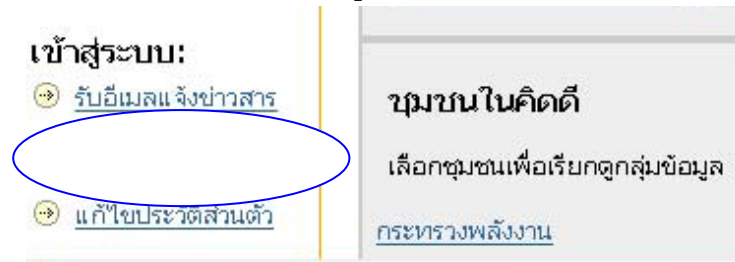 เข้าสู่ระบบ:
รับอีเมลแจ้งข่าวสาร
แก้ไขประวัติส่วนตัว
ชุมชนในคิดดี
เลือกชุมชนเพื่อเรียกดูกลุ่มข้อมูล
กระทรวงพลังงาน